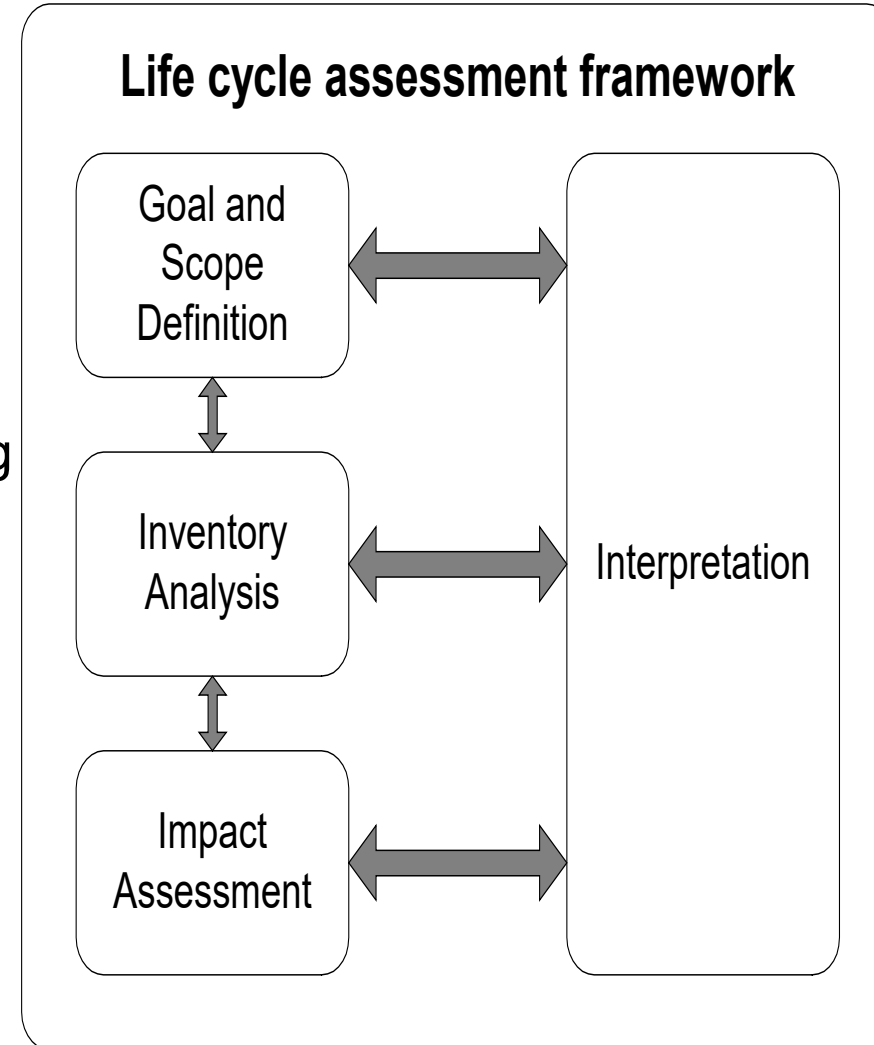 Life cycle assessment framework
Goal and
Scope
Definition
g
Inventory
Analysis
Interpretation
Impact
Assessment